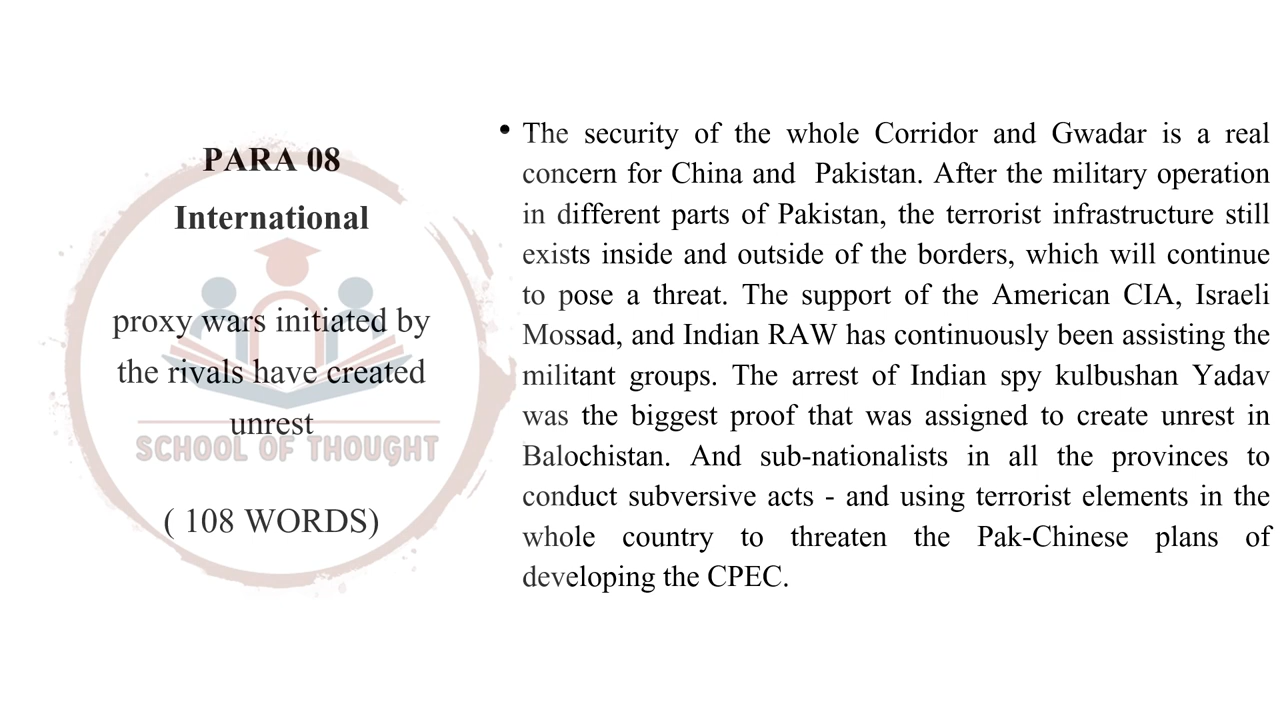 PARA 08
International
proxy wars initiated by
the rivals have created
unrest
SCHOOL OF THOUGHT
( 108 WORDS)
• The security of the whole Corridor and Gwadar is a real
concern for China and  Pakistan. After the military operation
in different parts of Pakistan, the terrorist infrastructure still
exists inside and outside of the borders, which will continue
to pose a threat. The support of the American CIA, Israeli
Mossad, and Indian RAW has continuously been assisting the
militant groups. The arrest of Indian spy kulbushan Yadav
was the biggest proof that was assigned to create unrest in
Balochistan. And sub-nationalists in all the provinces to
conduct subversive acts - and using terrorist elements in the
whole country to threaten the Pak-Chinese plans of
developing the CPEC.